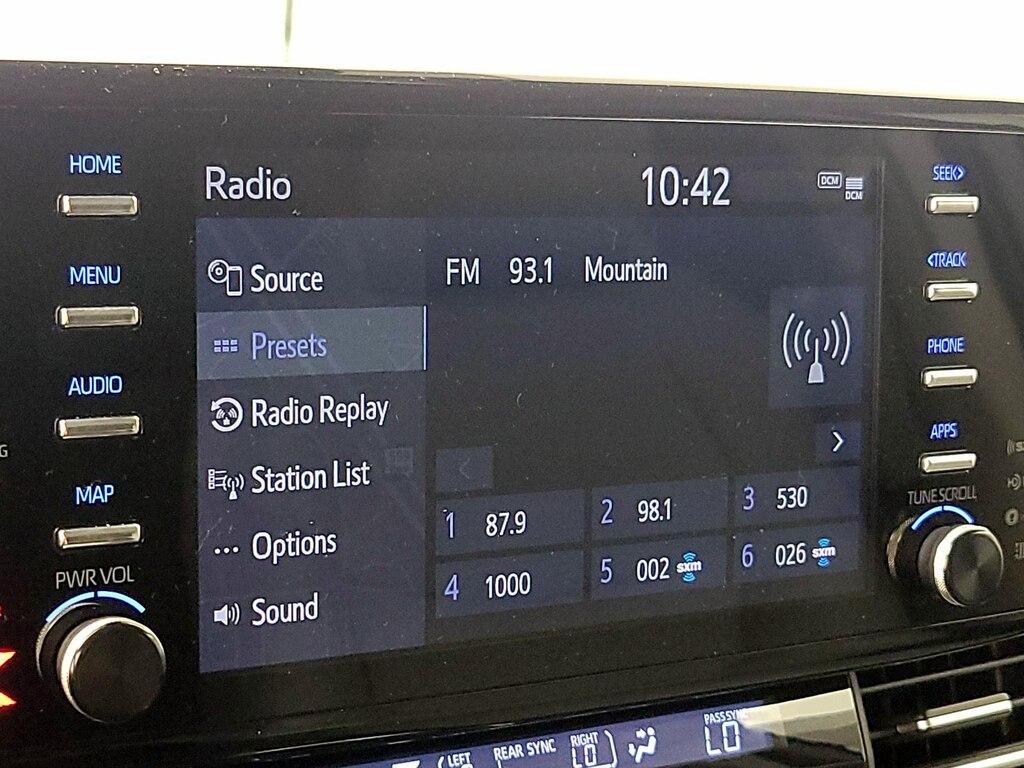 HOME
MENU
AUDIO
MAP
PWR VOL
Radio
10:42
DCM
DCM
Source
Presets
Radio Replay
Station List
Options
Sound
FM 93.1 Mountain
1 87.9
2 98.1
3 530
4 1000
5 002 sxm
6 026 sxm
SEEK>
<TRACK
PHONE
APPS
TUNE SCROLL
G
LEFT
REAR SYNC
RIGHT
LO
PASS SYNC
LO